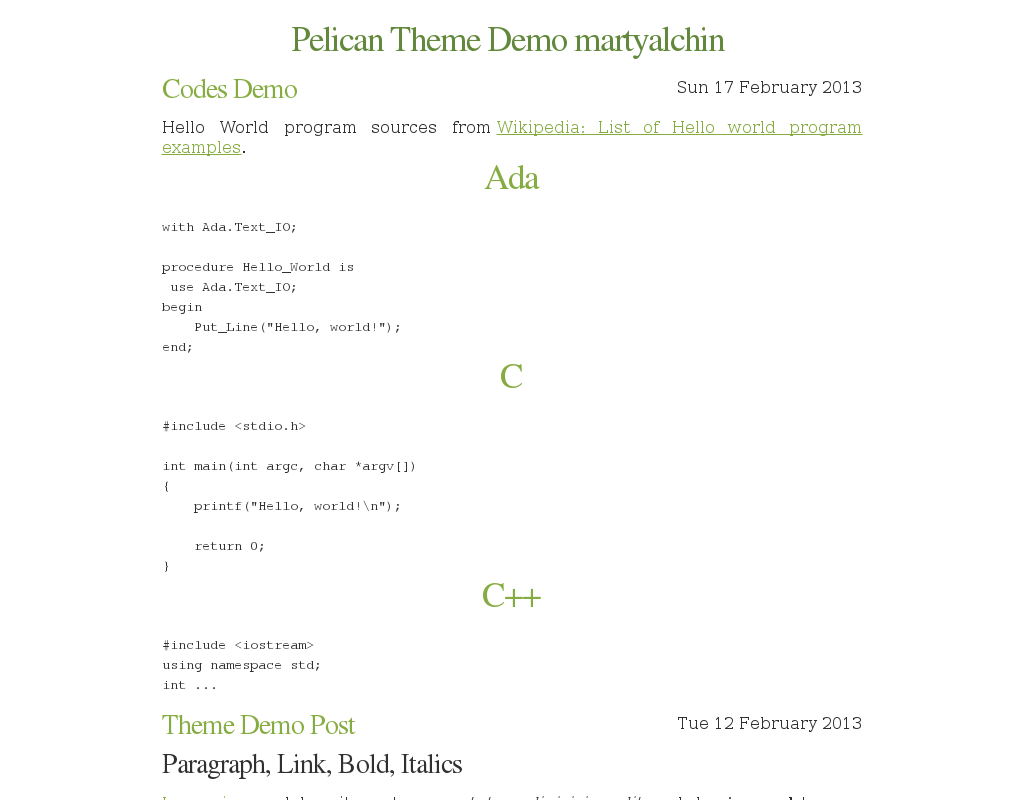 Pelican Theme Demo martyalchin
Codes Demo
Sun 17 February 2013
Hello World program sources from Wikipedia: List of Hello world program
examples.
Ada
with Ada.Text_IO;
procedure Hello_World is
use Ada.Text_IO;
begin
Put_Line("Hello, world!");
end;
C
#include <stdio.h>
int main(int argc, char *argv[])
{
printf("Hello, world!\n");
return 0;
}
C++
#include <iostream>
using namespace std;
int ...
Theme Demo Post
Tue 12 February 2013
Paragraph, Link, Bold, Italics